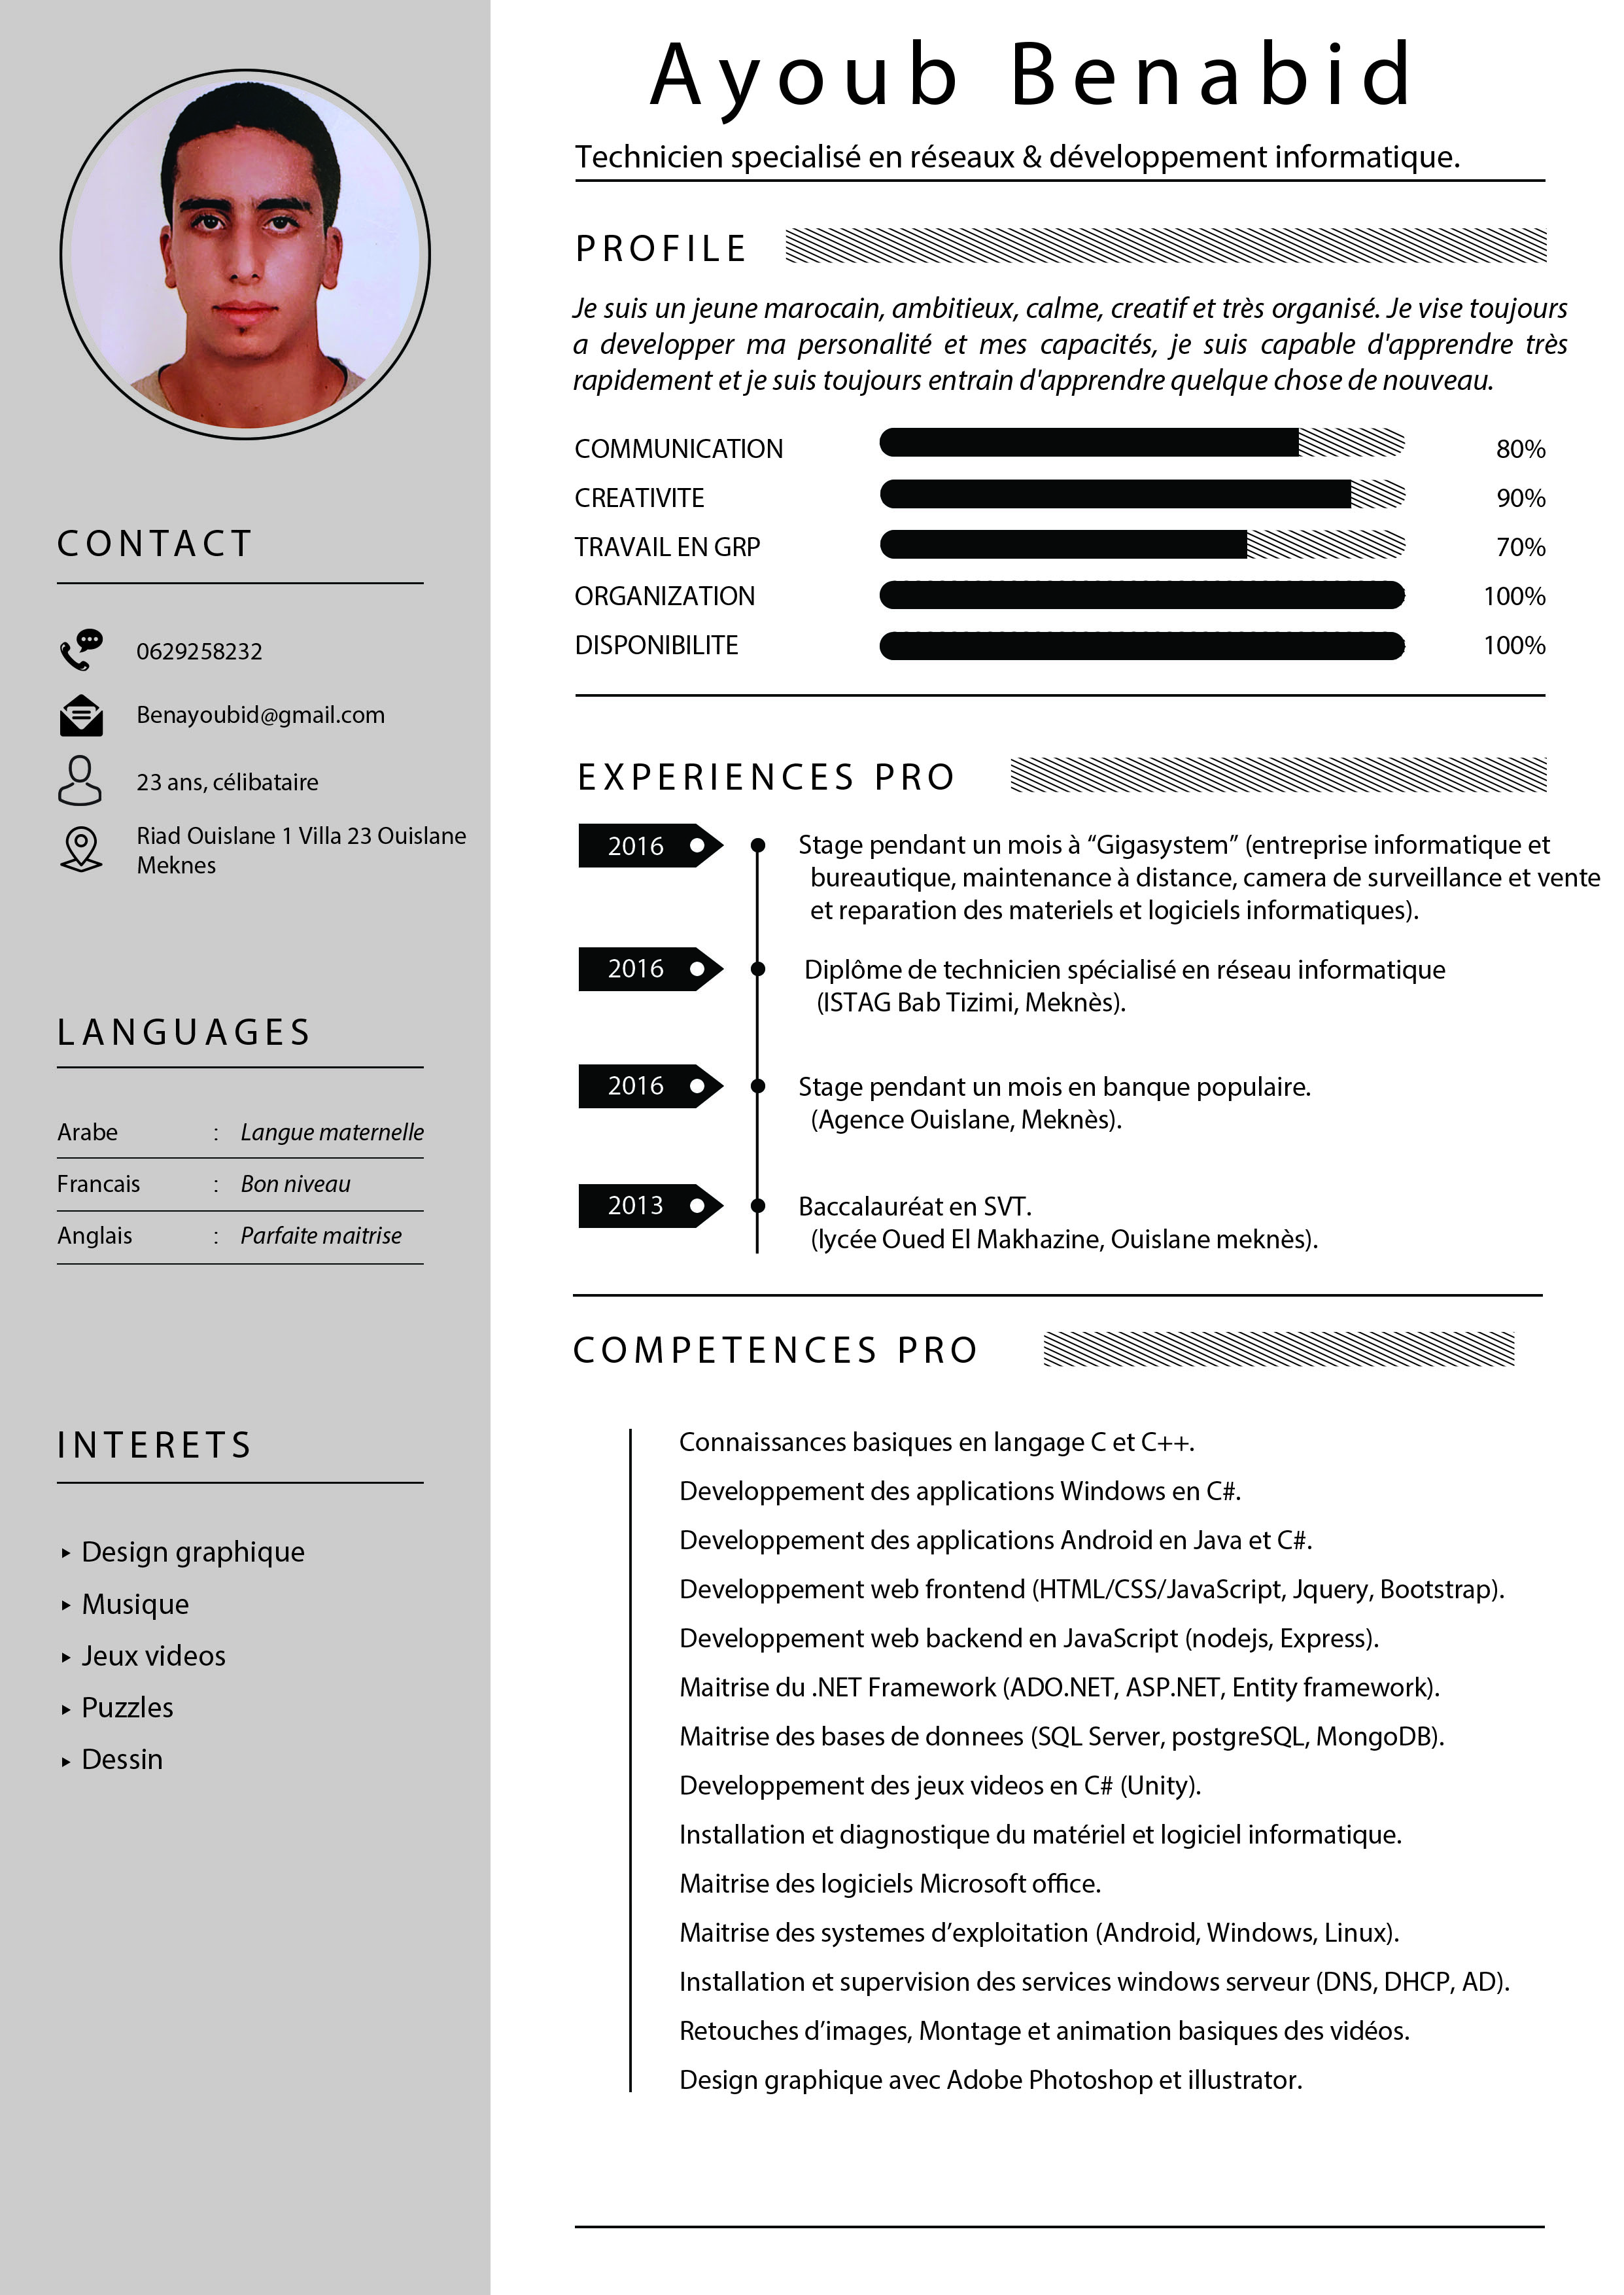 Ayoub Benabid
Technicien specialisé en réseaux & développement informatique.
CONTACT
0629258232
Benayoubid@gmail.com
23 ans, célibataire
Riad Ouislane 1 Villa 23 Ouislane
Meknes
LANGUAGES
Arabe : Langue maternelle
Francais : Bon niveau
Anglais : Parfaite maitrise
INTERETS
Design graphique
Musique
Jeux videos
Puzzles
Dessin
PROFILE
Je suis un jeune marocain, ambitieux, calme, creatif et très organisé. Je vise toujours
a developper ma personalité et mes capacités, je suis capable d'apprendre très
rapidement et je suis toujours entrain d'apprendre quelque chose de nouveau.
COMMUNICATION 80%
CREATIVITE 90%
TRAVAIL EN GRP 70%
ORGANIZATION 100%
DISPONIBILITE 100%
EXPERIENCES PRO
2016 Stage pendant un mois à “Gigasystem” (entreprise informatique et
bureautique, maintenance à distance, camera de surveillance et vente
et reparation des materiels et logiciels informatiques).
2016 Diplôme de technicien spécialisé en réseau informatique
(ISTAG Bab Tizimi, Meknès).
2016 Stage pendant un mois en banque populaire.
(Agence Ouislane, Meknès).
2013 Baccalauréat en SVT.
(lycée Oued El Makhazine, Ouislane meknès).
COMPETENCES PRO
Connaissances basiques en langage C et C++.
Developpement des applications Windows en C#.
Developpement des applications Android en Java et C#.
Developpement web frontend (HTML/CSS/JavaScript, Jquery, Bootstrap).
Developpement web backend en JavaScript (nodejs, Express).
Maitrise du .NET Framework (ADO.NET, ASP.NET, Entity framework).
Maitrise des bases de donnees (SQL Server, postgreSQL, MongoDB).
Developpement des jeux videos en C# (Unity).
Installation et diagnostique du matériel et logiciel informatique.
Maitrise des logiciels Microsoft office.
Maitrise des systemes d’exploitation (Android, Windows, Linux).
Installation et supervision des services windows serveur (DNS, DHCP, AD).
Retouches d’images, Montage et animation basiques des vidéos.
Design graphique avec Adobe Photoshop et illustrator.